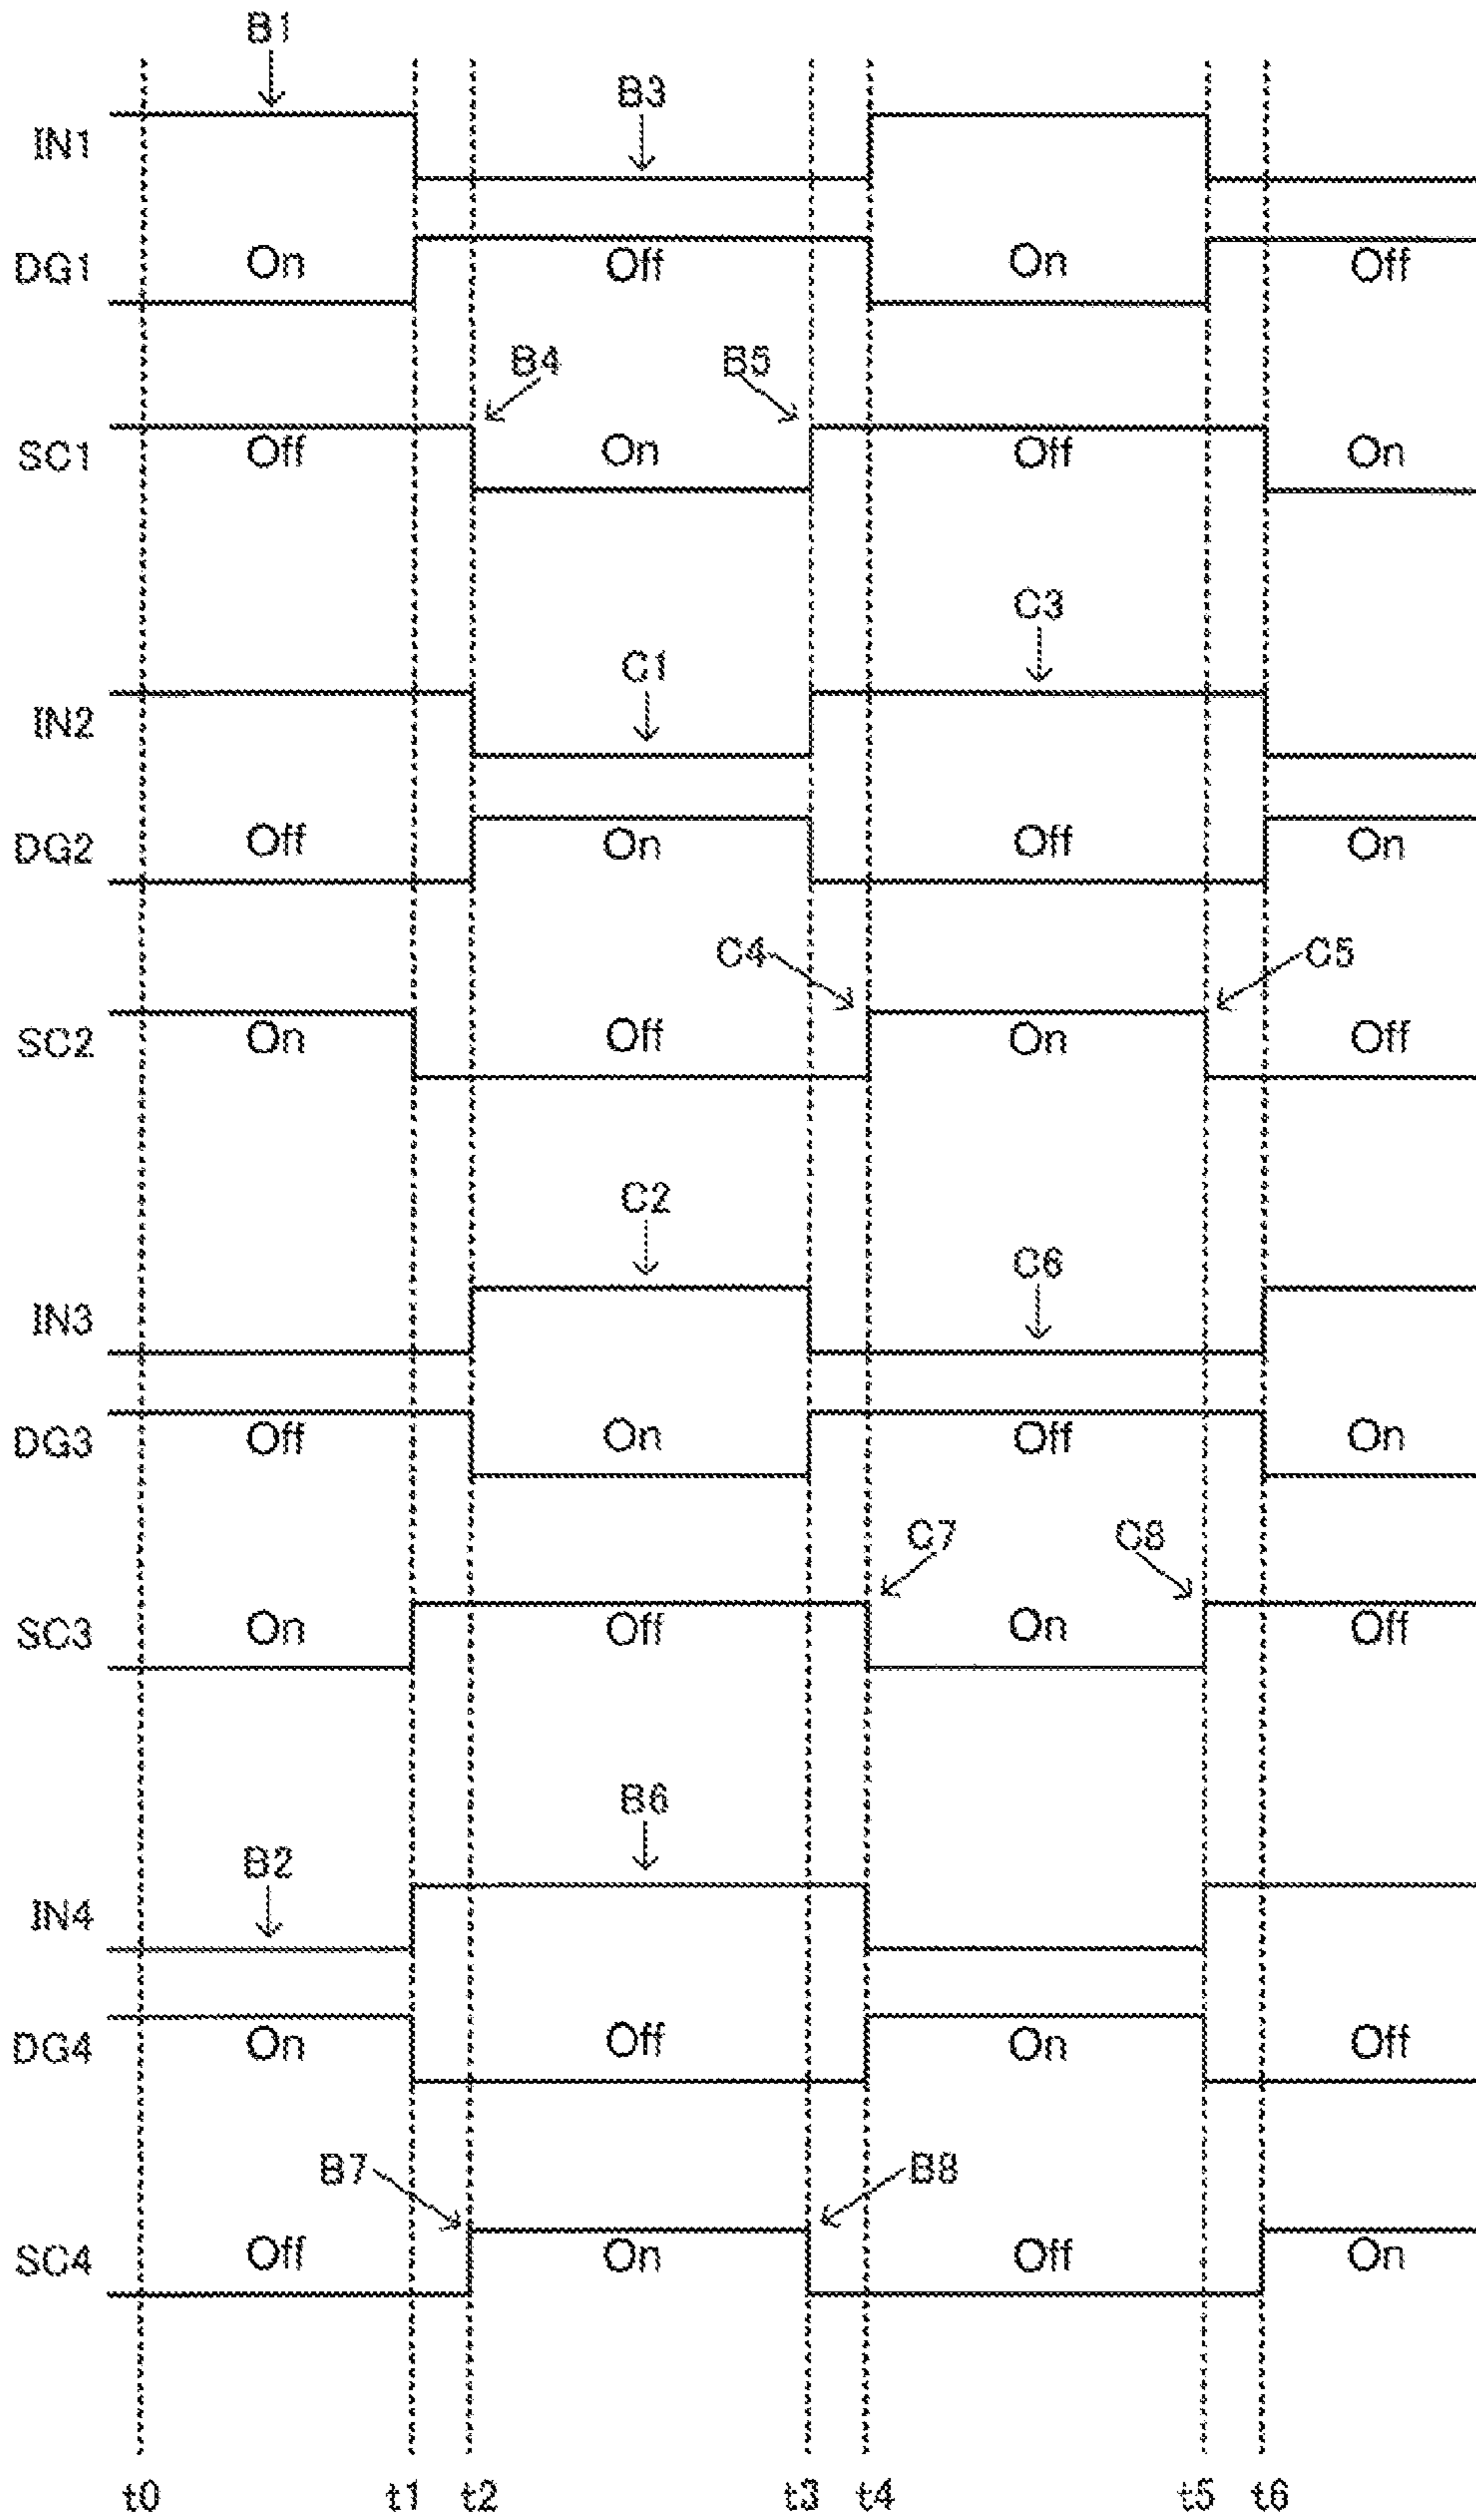 B1
B3
IN1
DG1 On Off On Off
B4 B5
SC1 Off On Off On
C3
C1
IN2
DG2 Off On Off On
C4 C5
SC2 On Off On Off
C2
C6
IN3
DG3 Off On Off On
C7 C8
SC3 On Off On Off
B6
B2
IN4
DG4 On Off On Off
B7 B8
SC4 Off On Off On
t0 t1 t2 t3 t4 t5 t6